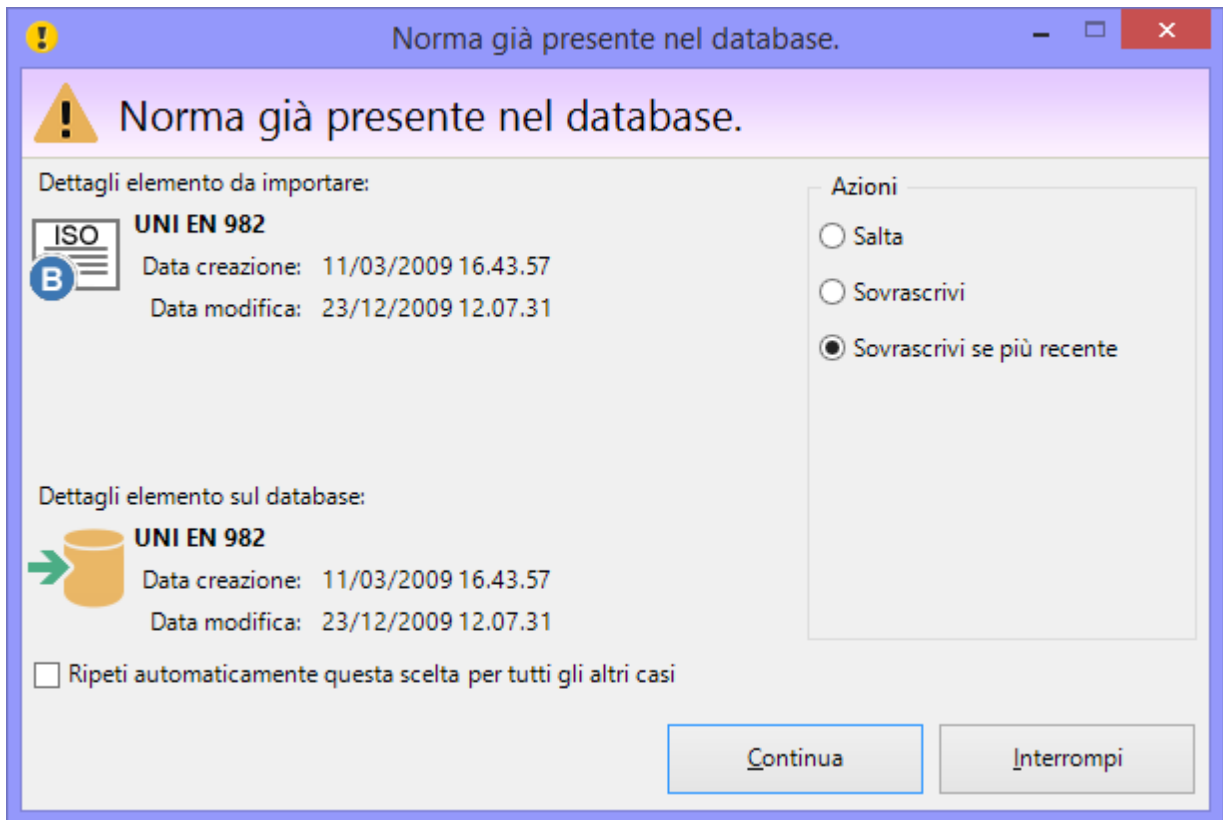 Norma già presente nel database.
Norma già presente nel database.
Dettagli elemento da importare:
ISO
B
UNI EN 982
Data creazione: 11/03/2009 16.43.57
Data modifica: 23/12/2009 12.07.31
Azioni
Salta
Sovrascrivi
Sovrascrivi se più recente
Dettagli elemento sul database:
UNI EN 982
Data creazione: 11/03/2009 16.43.57
Data modifica: 23/12/2009 12.07.31
Ripeti automaticamente questa scelta per tutti gli altri casi
Continua
Interrompi